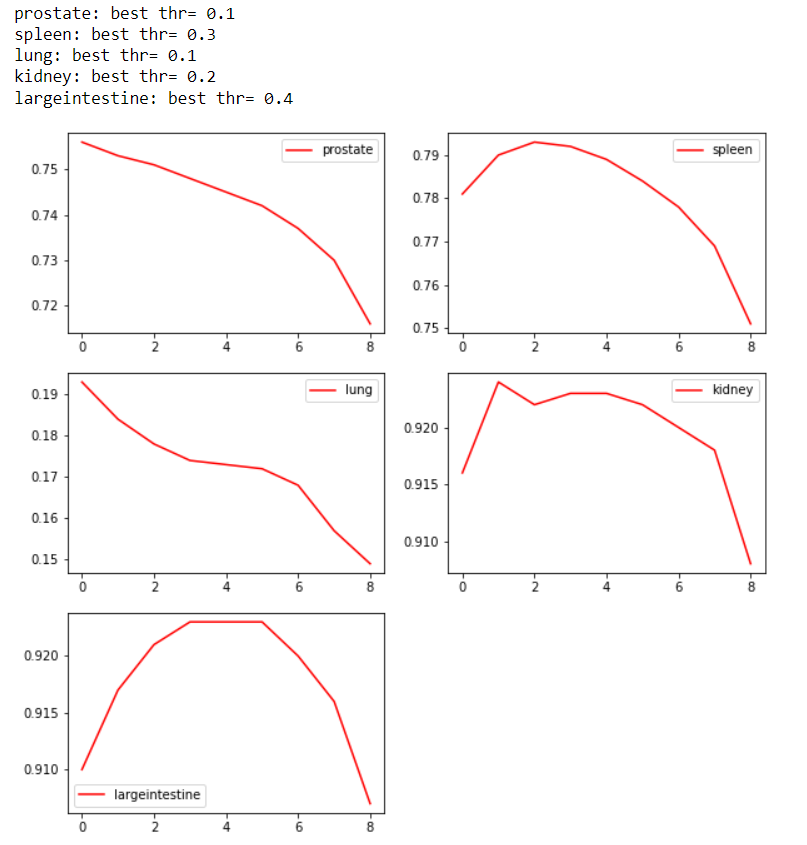 prostate: best thr= 0.1
spleen: best thr= 0.3
lung: best thr= 0.1
kidney: best thr= 0.2
largeintestine: best thr= 0.4
prostate
0.75
0.74
0.73
0.72
0 2 4 6 8
spleen
0.79
0.78
0.77
0.76
0.75
0 2 4 6 8
lung
0.19
0.18
0.17
0.16
0.15
0 2 4 6 8
kidney
0.920
0.915
0.910
0 2 4 6 8
0.920
0.915
0.910
largeintestine
0 2 4 6 8